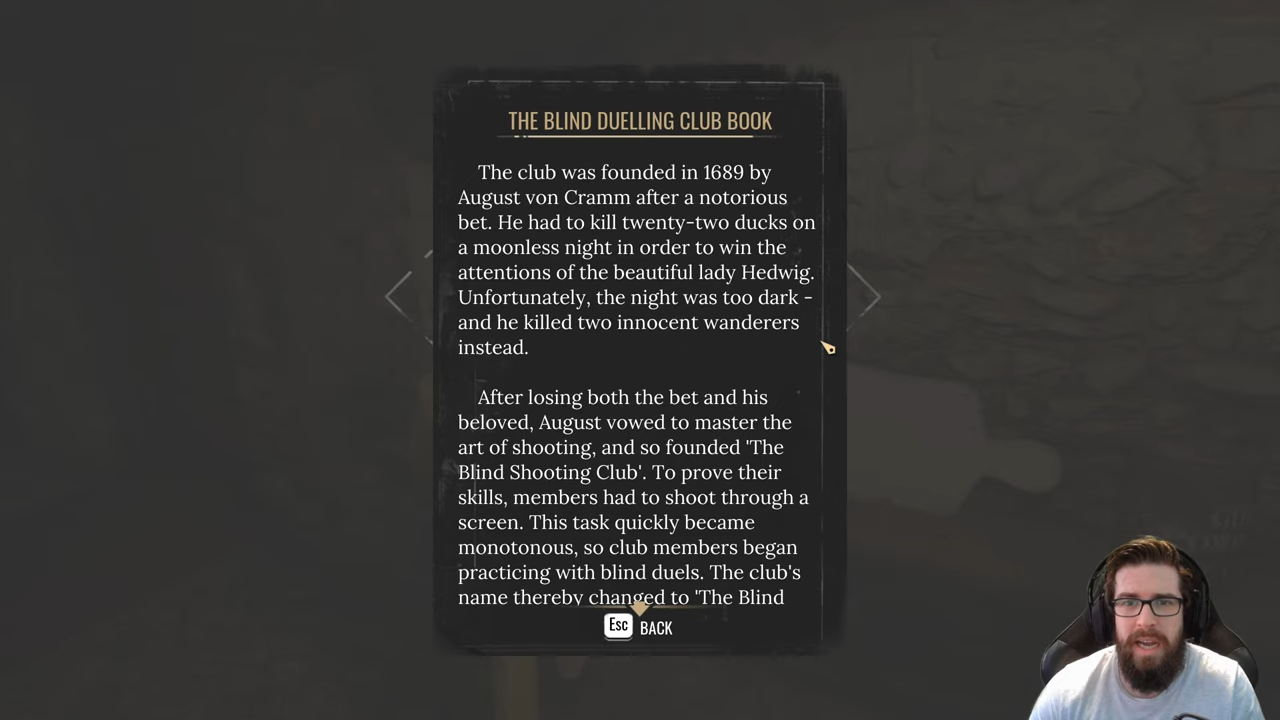 THE BLIND DUELLING CLUB BOOK
The club was founded in 1689 by
August von Cramm after a notorious
bet. He had to kill twenty-two ducks on
a moonless night in order to win the
attentions of the beautiful lady Hedwig.
Unfortunately, the night was too dark -
and he killed two innocent wanderers
instead.
After losing both the bet and his
beloved, August vowed to master the
art of shooting, and so founded 'The
Blind Shooting Club'. To prove their
skills, members had to shoot through a
screen. This task quickly became
monotonous, so club members began
practicing with blind duels. The club's
name thereby changed to 'The Blind
Esc BACK